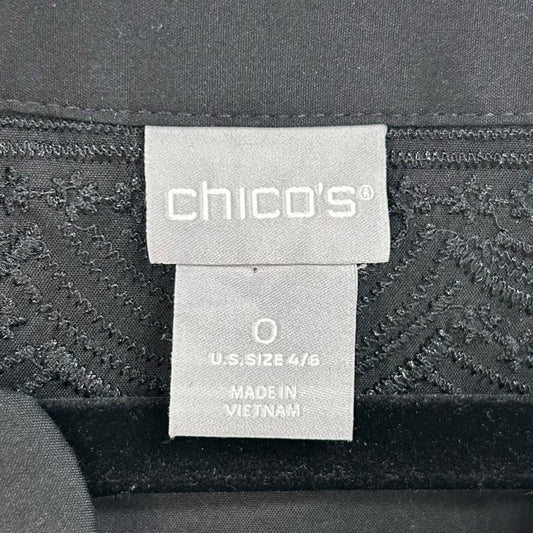 chico's®
0
U.S. SIZE 4/6
MADE IN
VIETNAM